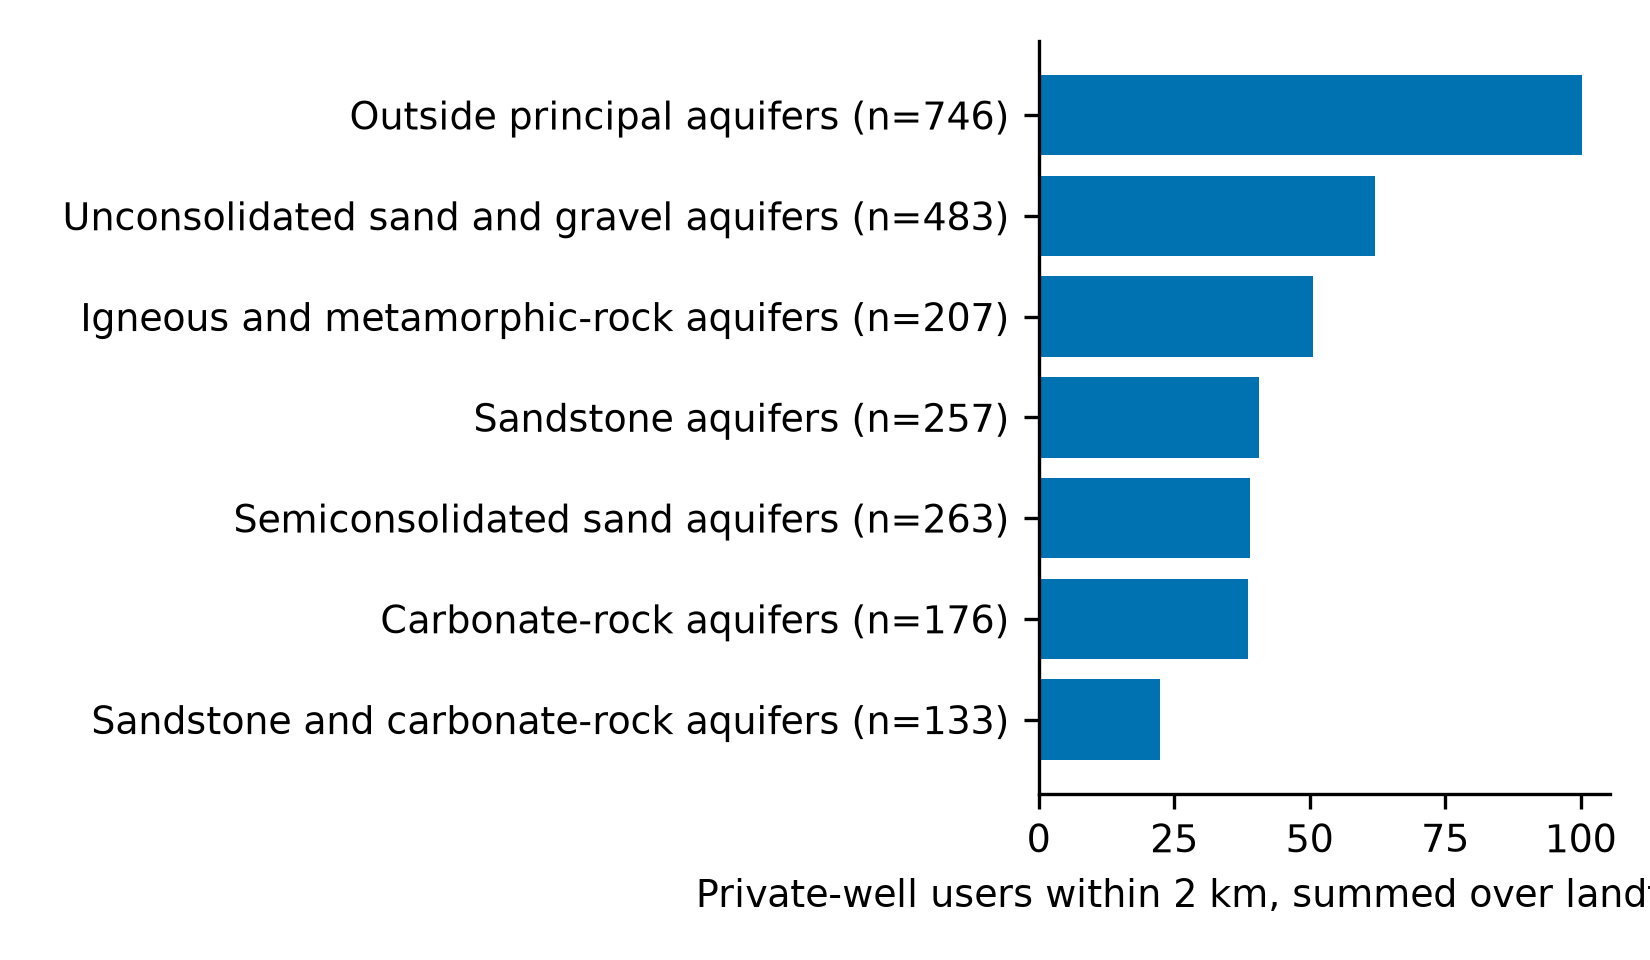 Outside principal aquifers (n=746)
Unconsolidated sand and gravel aquifers (n=483)
Igneous and metamorphic-rock aquifers (n=207)
Sandstone aquifers (n=257)
Semiconsolidated sand aquifers (n=263)
Carbonate-rock aquifers (n=176)
Sandstone and carbonate-rock aquifers (n=133)
0 25 50 75 100
Private-well users within 2 km, summed over